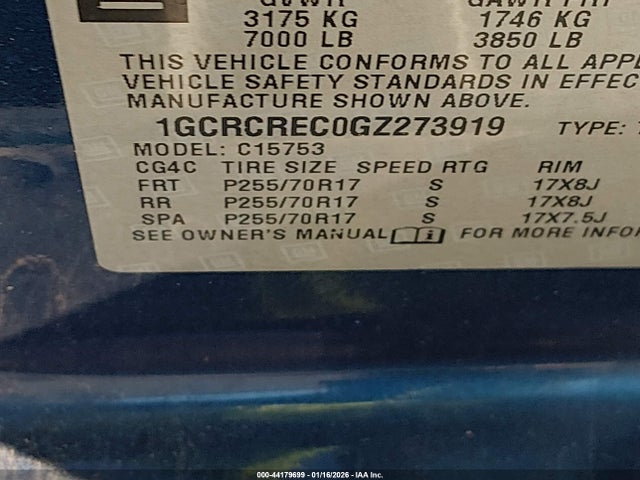 GVWR GAWR FRT
3175 KG 1746 KG
7000 LB 3850 LB
THIS VEHICLE CONFORMS TO ALL APPL
VEHICLE SAFETY STANDARDS IN EFFEC
MANUFACTURE SHOWN ABOVE.
1GCRCREC0GZ273919 TYPE: T
MODEL: C15753
CG4C TIRE SIZE SPEED RTG RIM
FRT P255/70R17 S 17X8J
RR P255/70R17 S 17X8J
SPA P255/70R17 S 17X7.5J
SEE OWNER'S MANUAL FOR MORE INFOR
000-44179699 | 01/16/2026 | IAA Inc.